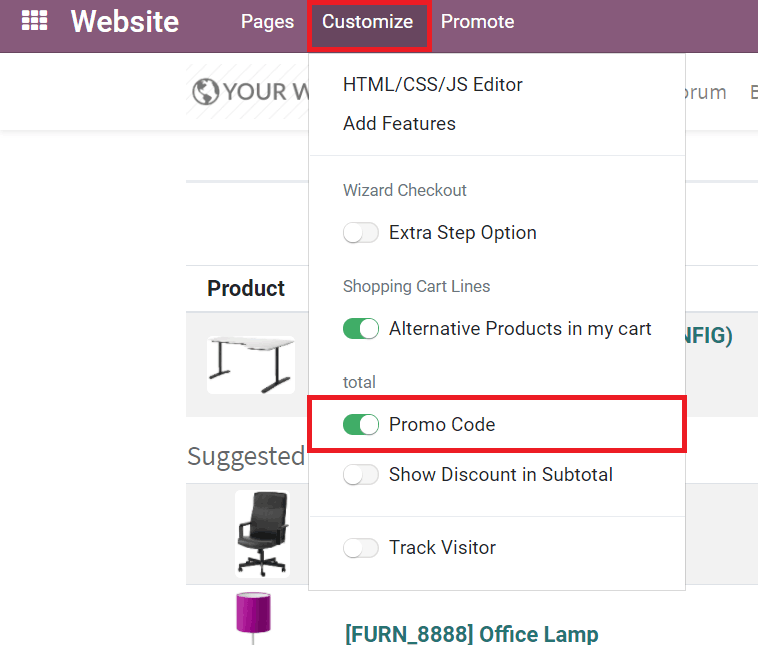 Website Pages Customize Promote
HTML/CSS/JS Editor
YOUR
Add Features
Wizard Checkout
Extra Step Option
Product
Shopping Cart Lines
Alternative Products in my cart
total
Promo Code
Suggested
Show Discount in Subtotal
Track Visitor
[FURN_8888] Office Lamp